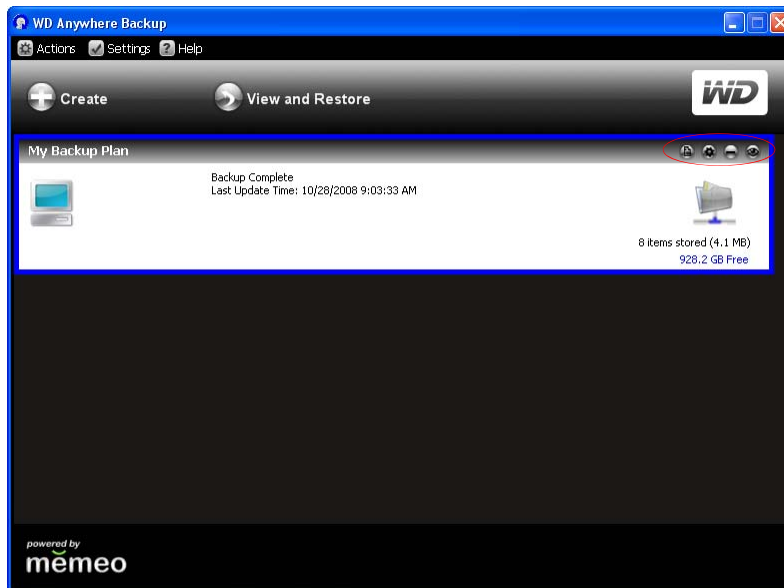 WD Anywhere Backup
Actions Settings ? Help
Create View and Restore
WD
My Backup Plan
Backup Complete
Last Update Time: 10/28/2008 9:03:33 AM
8 items stored (4.1 MB)
928.2 GB Free
powered by
mĕmeo